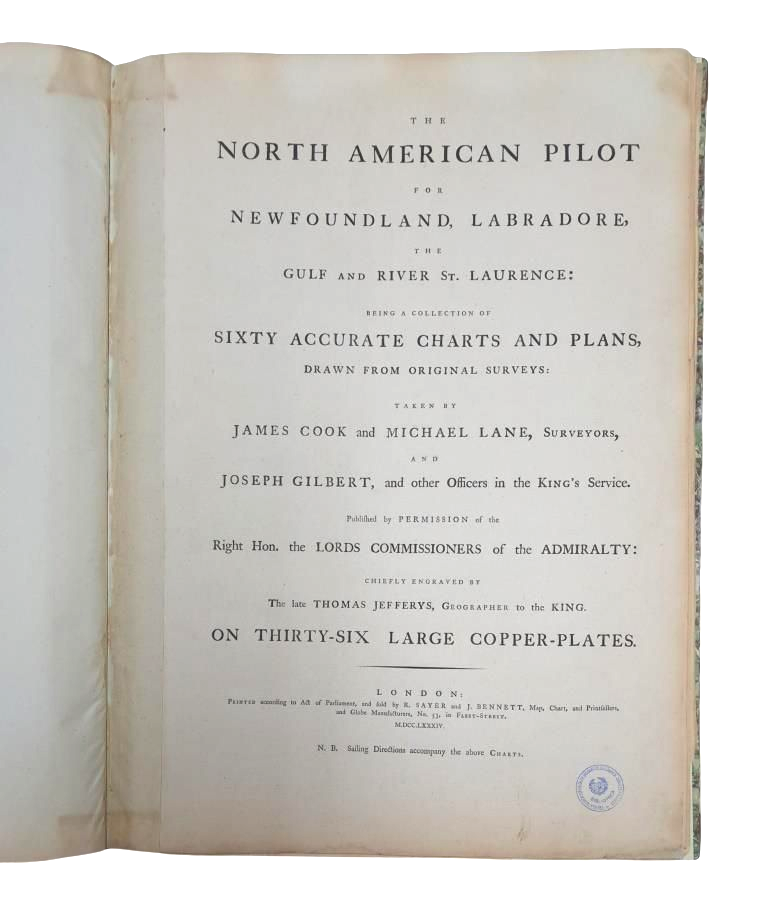 THE
NORTH AMERICAN PILOT
FOR
NEWFOUNDLAND, LABRADORE,
THE
GULF AND RIVER ST. LAURENCE:
BEING A COLLECTION OF
SIXTY ACCURATE CHARTS AND PLANS,
DRAWN FROM ORIGINAL SURVEYS:
TAKEN BY
JAMES COOK and MICHAEL LANE, SURVEYORS,
AND
JOSEPH GILBERT, and other Officers in the KING'S Service.
Publiſhed by PERMISSION of the
Right Hon. the LORDS COMMISSIONERS of the ADMIRALTY:
CHIEFLY ENGRAVED BY
The late THOMAS JEFFERYS, GEOGRAPHER to the KING.
ON THIRTY-SIX LARGE COPPER-PLATES.
LONDON:
PRINTED according to Act of Parliament, and ſold by R. SAYER and J. BENNETT, Map, Chart, and Printſellers,
and Globe Manufacturers, No. 53, in FLEET-STREET.
M.DCC.LXXXIV.
N. B. Sailing Directions accompany the above CHARTS.